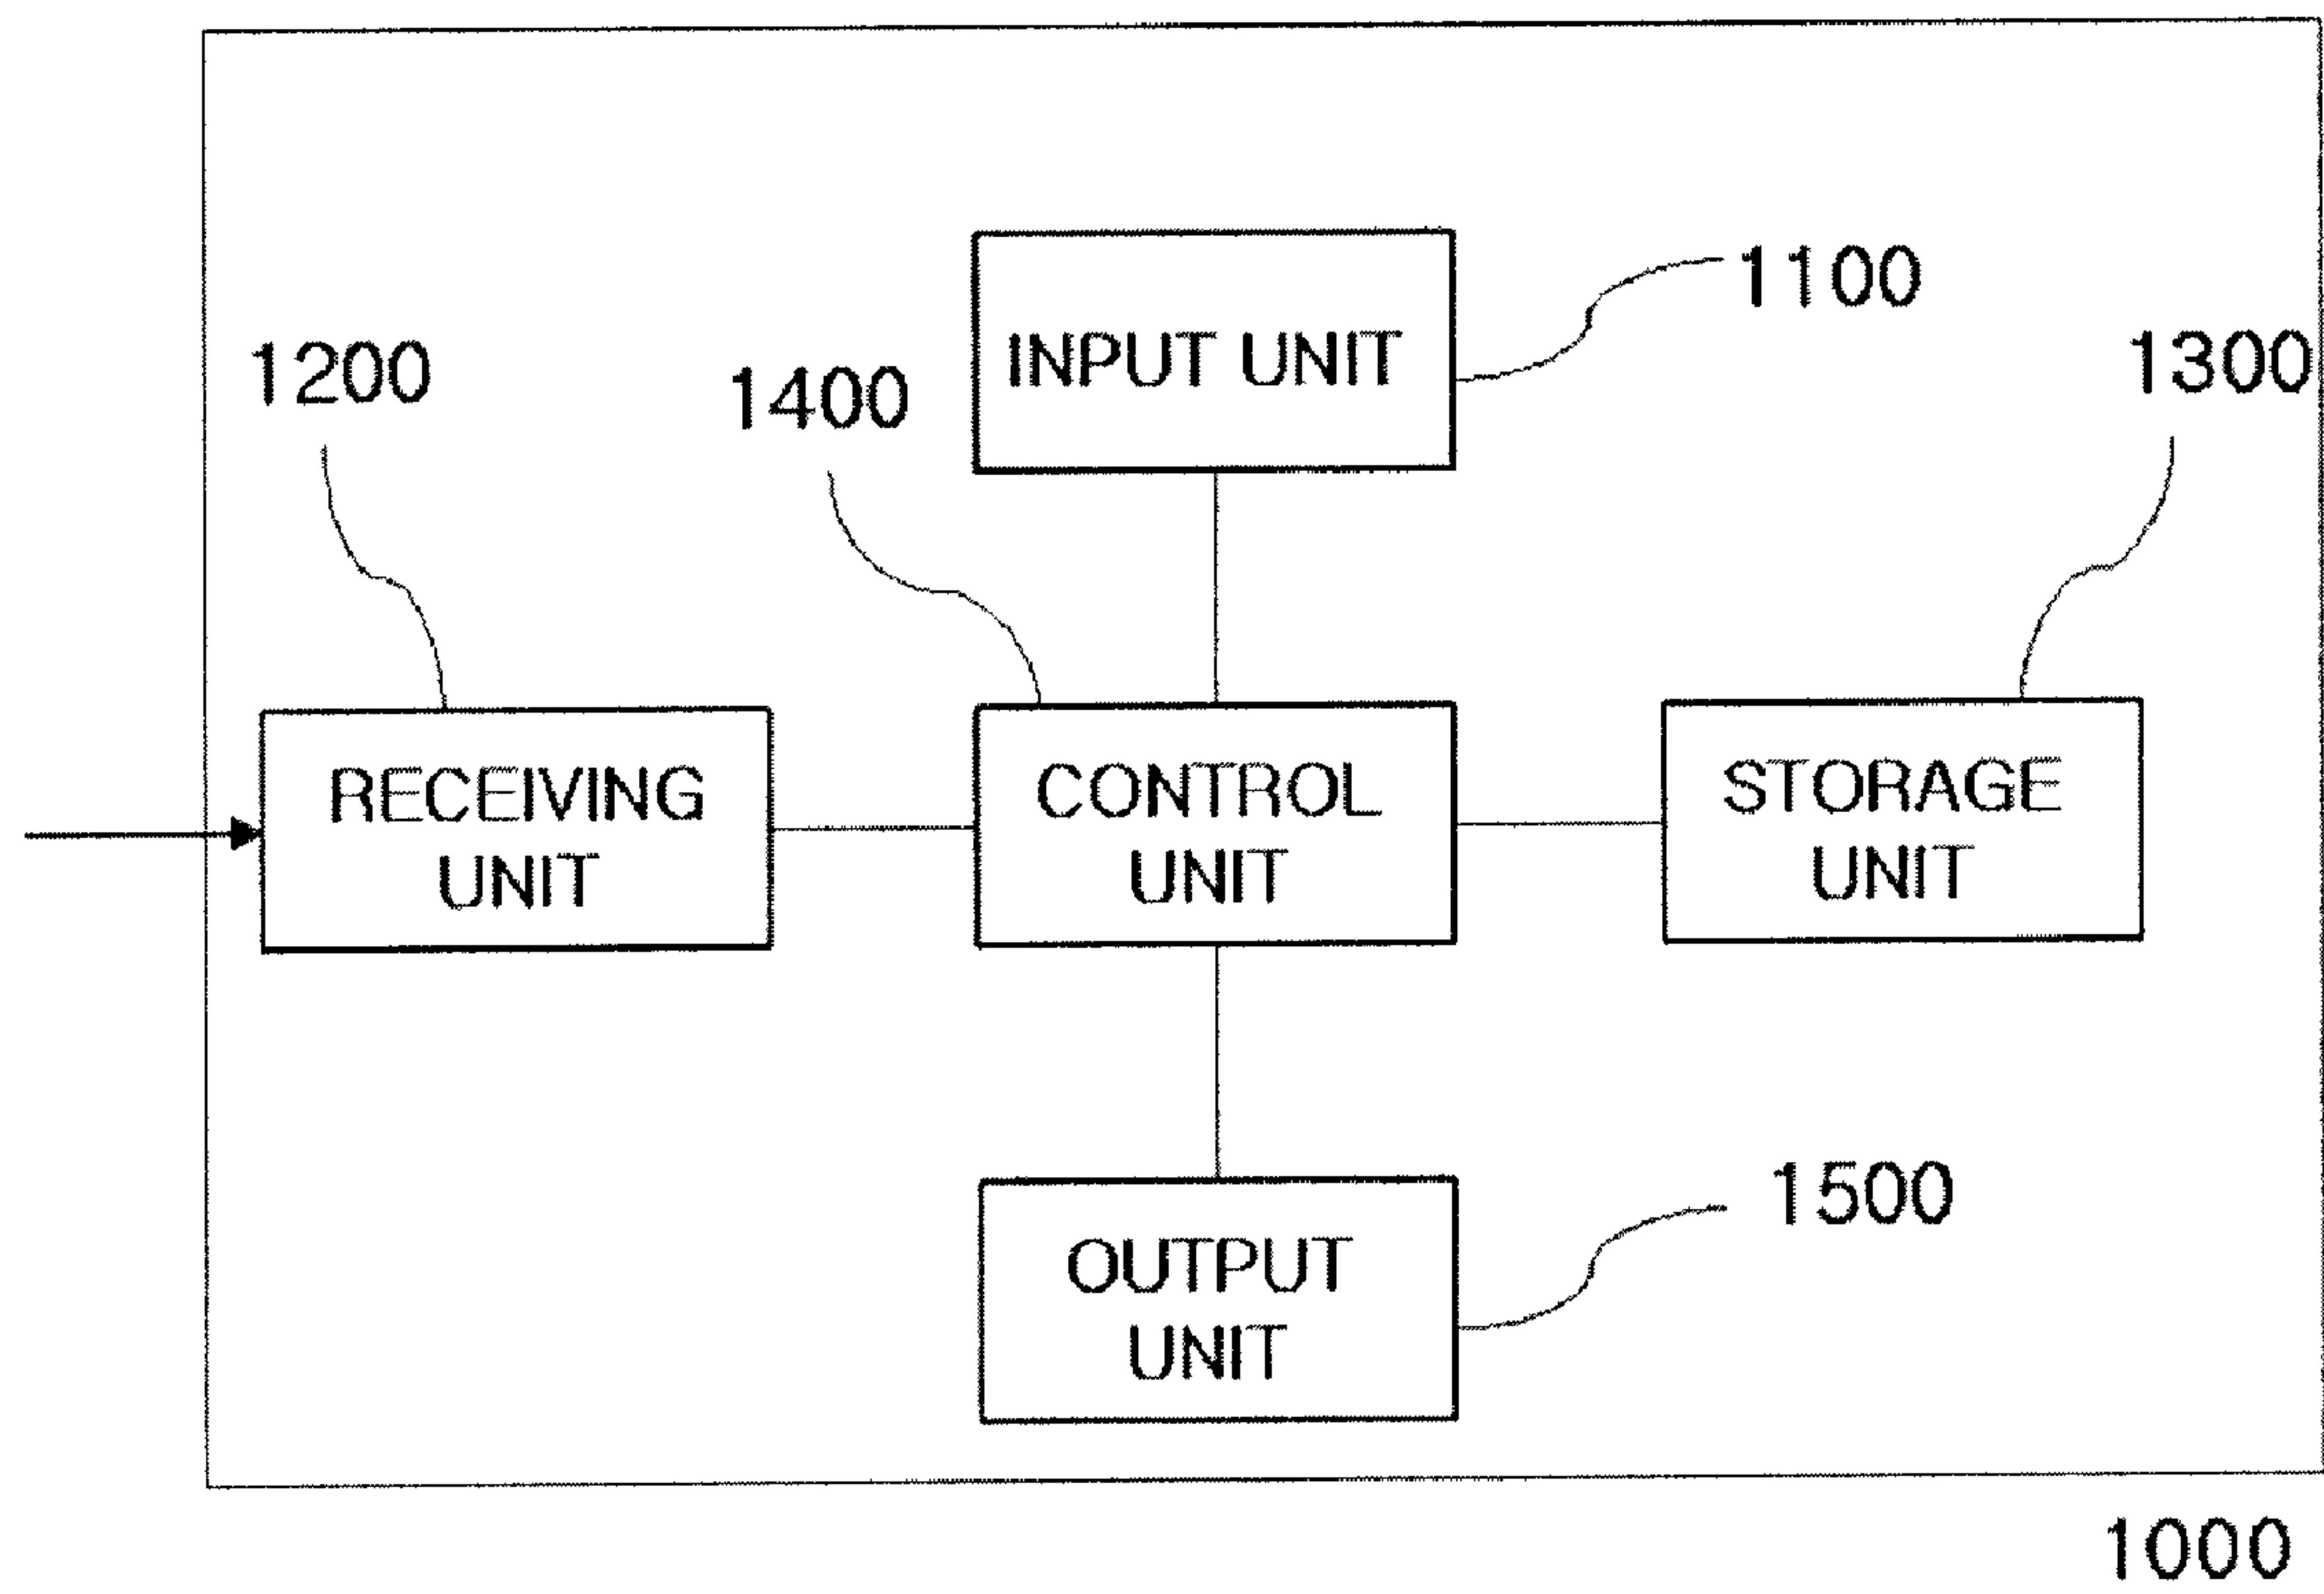 1100
INPUT UNIT
1300
1200
1400
RECEIVING
UNIT
CONTROL
UNIT
STORAGE
UNIT
1500
OUTPUT
UNIT
1000